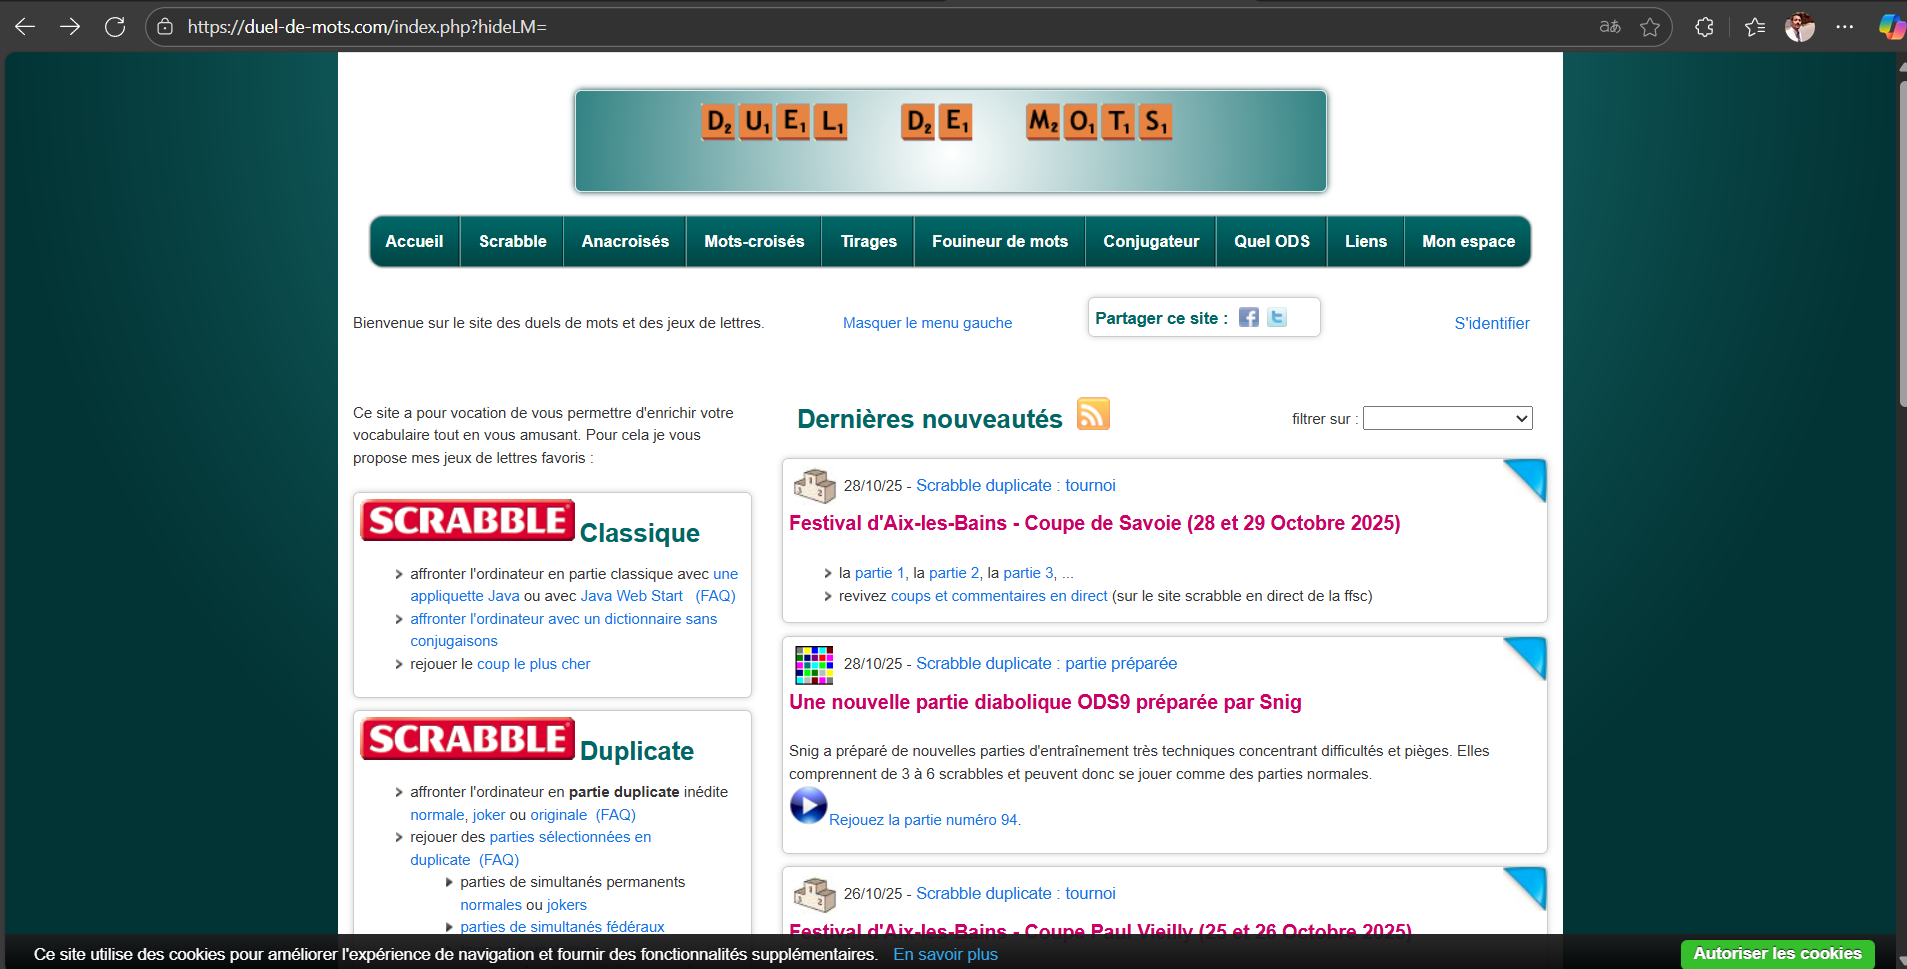 https://duel-de-mots.com/index.php?hideLM=
D2 U1 E1 L1 D2 E1 M2 O1 T1 S1
Accueil Scrabble Anacroisés Mots-croisés Tirages Fouineur de mots Conjugateur Quel ODS Liens Mon espace
Bienvenue sur le site des duels de mots et des jeux de lettres. Masquer le menu gauche Partager ce site : S'identifier
Ce site a pour vocation de vous permettre d'enrichir votre
vocabulaire tout en vous amusant. Pour cela je vous
propose mes jeux de lettres favoris :
SCRABBLE Classique
affronter l'ordinateur en partie classique avec une
appliquette Java ou avec Java Web Start (FAQ)
affronter l'ordinateur avec un dictionnaire sans
conjugaisons
rejouer le coup le plus cher
SCRABBLE Duplicate
affronter l'ordinateur en partie duplicate inédite
normale, joker ou originale (FAQ)
rejouer des parties sélectionnées en
duplicate (FAQ)
parties de simultanés permanents
normales ou jokers
parties de simultanés fédéraux
Dernières nouveautés filtrer sur :
28/10/25 - Scrabble duplicate : tournoi
Festival d'Aix-les-Bains - Coupe de Savoie (28 et 29 Octobre 2025)
la partie 1, la partie 2, la partie 3, ...
revivez coups et commentaires en direct (sur le site scrabble en direct de la ffsc)
28/10/25 - Scrabble duplicate : partie préparée
Une nouvelle partie diabolique ODS9 préparée par Snig
Snig a préparé de nouvelles parties d'entraînement très techniques concentrant difficultés et pièges. Elles
comprennent de 3 à 6 scrabbles et peuvent donc se jouer comme des parties normales.
Rejouez la partie numéro 94.
26/10/25 - Scrabble duplicate : tournoi
Festival d'Aix-les-Bains - Coupe Paul Vieilly (25 et 26 Octobre 2025)
Ce site utilise des cookies pour améliorer l'expérience de navigation et fournir des fonctionnalités supplémentaires. En savoir plus Autoriser les cookies